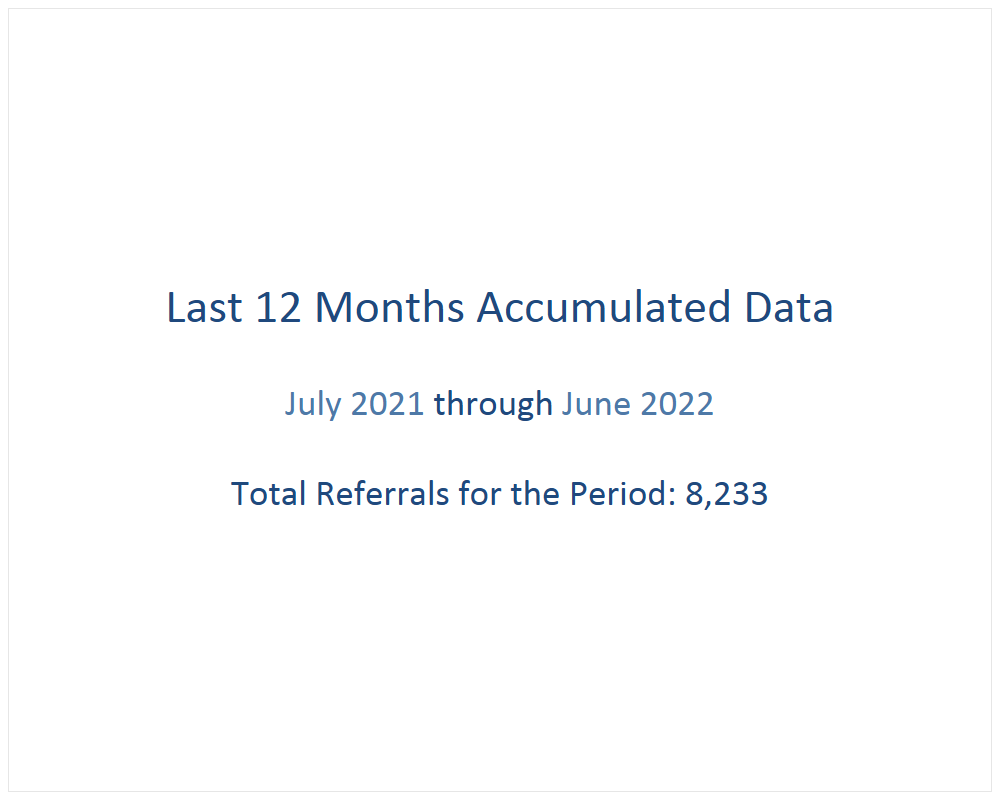 Last 12 Months Accumulated Data
July 2021 through June 2022
Total Referrals for the Period: 8,233